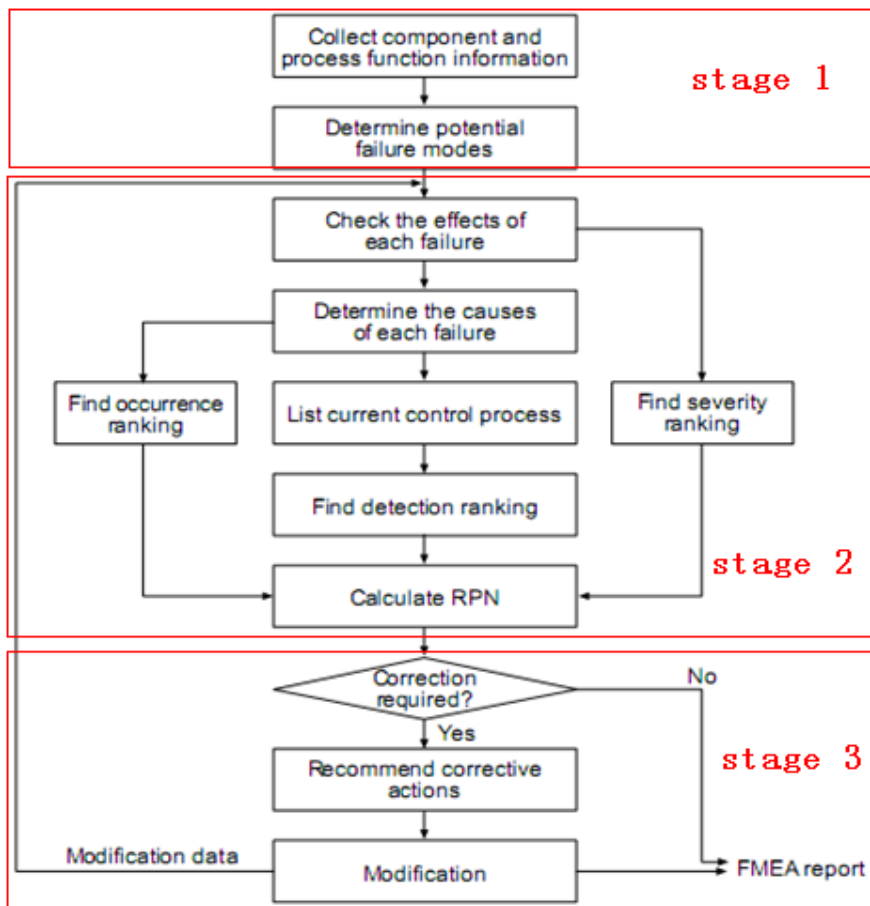 Collect component and
process function information
stage 1
Determine potential
failure modes
Check the effects of
each failure
Determine the causes
of each failure
Find occurrence
ranking
List current control process
Find severity
ranking
Find detection ranking
stage 2
Calculate RPN
Correction
required?
No
Yes
stage 3
Recommend corrective
actions
Modification data
Modification
FMEA report